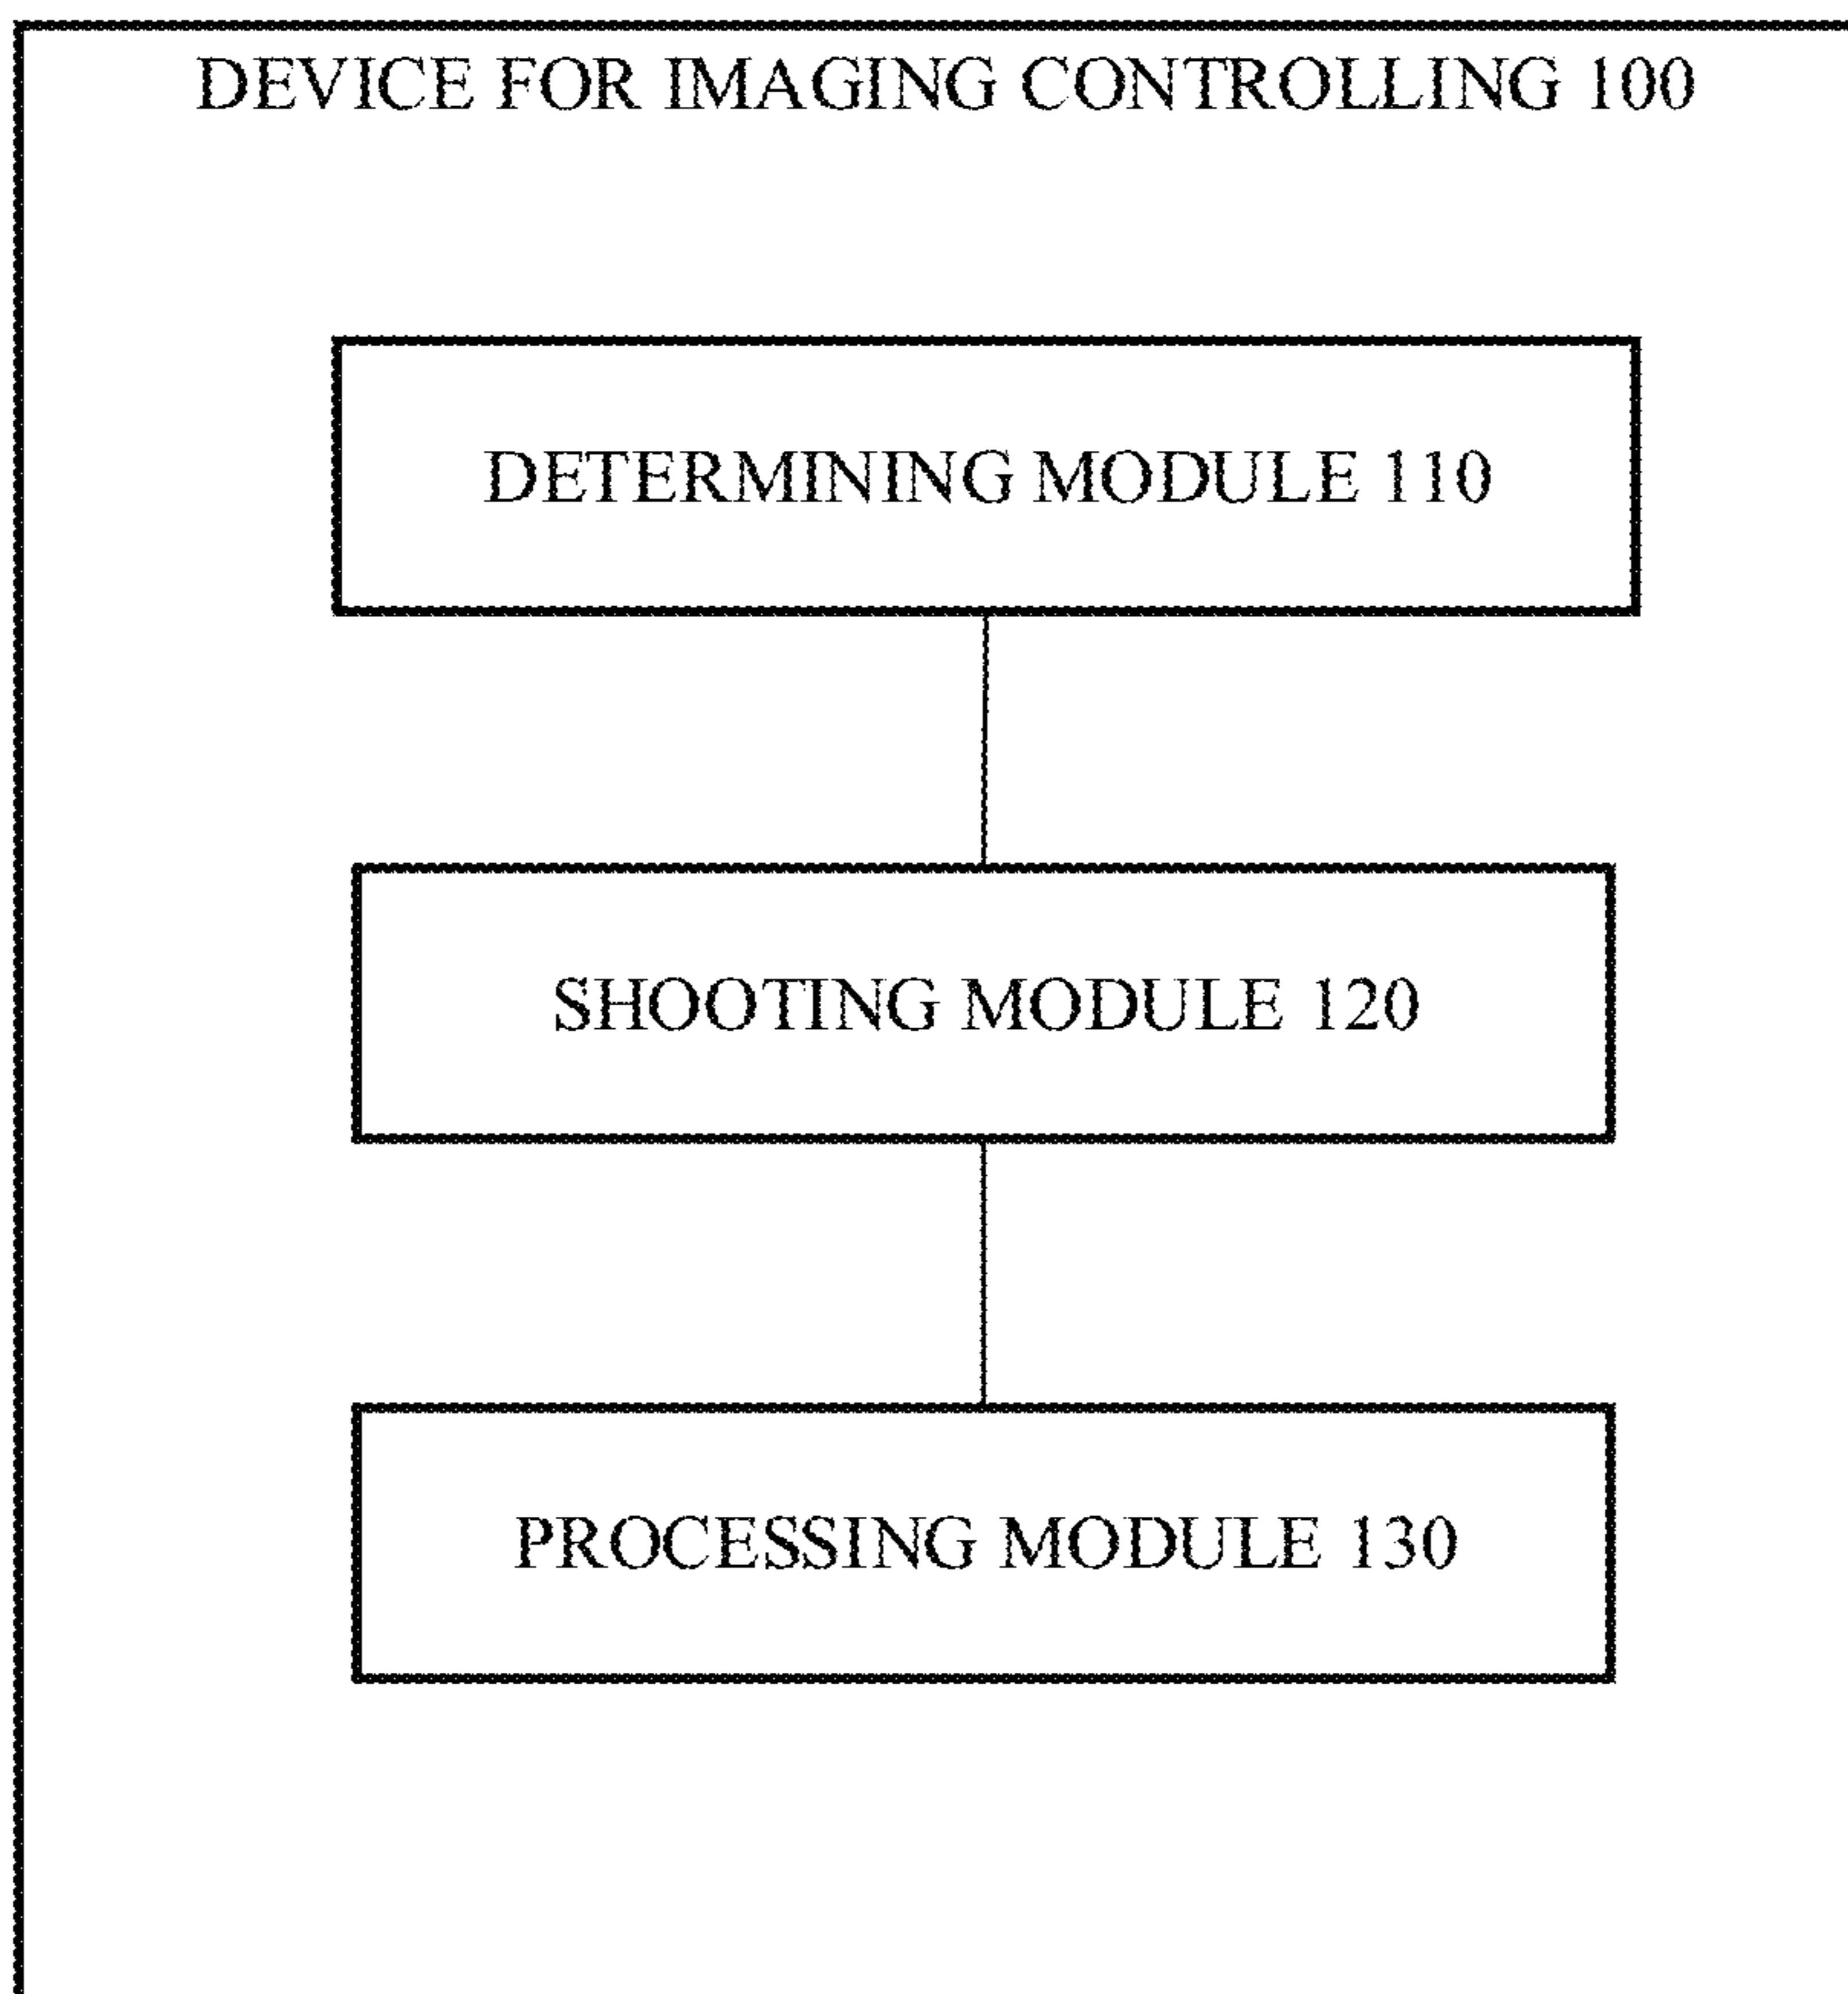 DEVICE FOR IMAGING CONTROLLING 100
DETERMINING MODULE 110
SHOOTING MODULE 120
PROCESSING MODULE 130